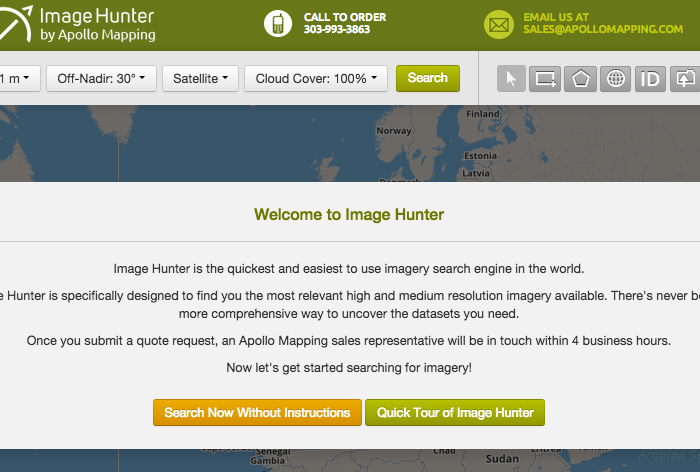 Image Hunter
by Apollo Mapping
CALL TO ORDER
303-993-3863
EMAIL US AT
SALES@APOLLOMAPPING.COM
1 m
Off-Nadir: 30°
Satellite
Cloud Cover: 100%
Search
ID
Finland
Norway
Estonia
Latvia
Denmark
Welcome to Image Hunter
Image Hunter is the quickest and easiest to use imagery search engine in the world.
e Hunter is specifically designed to find you the most relevant high and medium resolution imagery available. There's never be
more comprehensive way to uncover the datasets you need.
Once you submit a quote request, an Apollo Mapping sales representative will be in touch within 4 business hours.
Now let's get started searching for imagery!
Search Now Without Instructions
Quick Tour of Image Hunter
Senegal
Gambia
Chad
Sudan
Eritrea
Arabian S